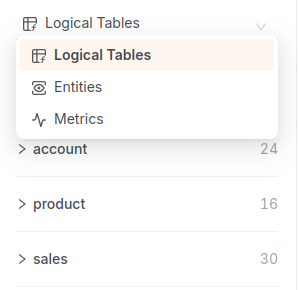 Logical Tables
Logical Tables
Entities
Metrics
account 24
product 16
sales 30